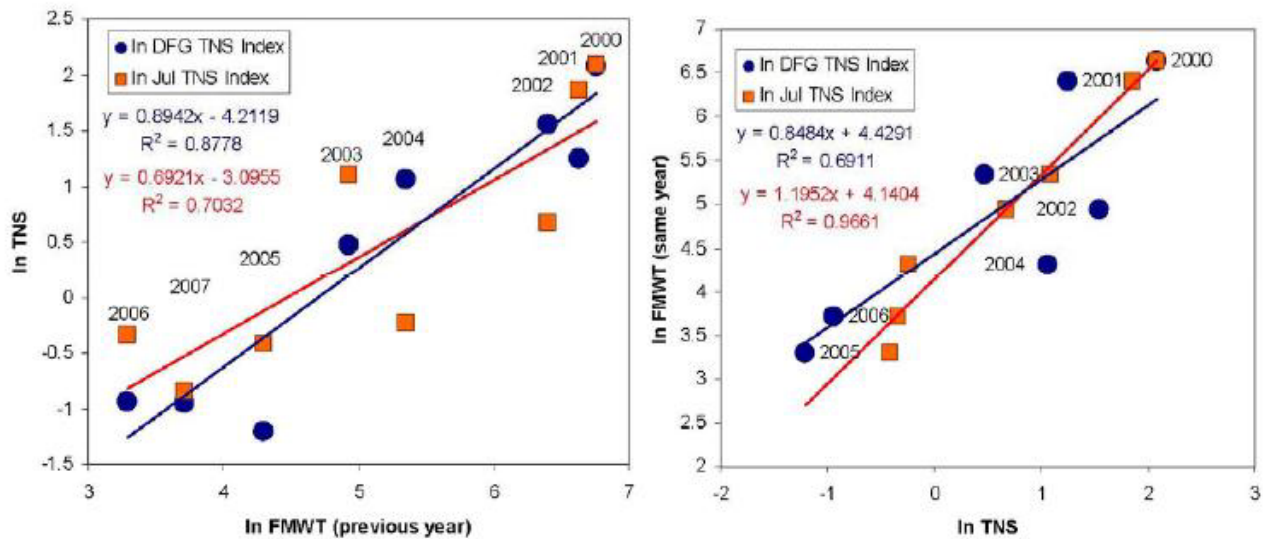 2.5
2
1.5
1
0.5
0
-0.5
-1
-1.5
ln TNS
ln DFG TNS Index
ln Jul TNS Index
y = 0.8942x - 4.2119
R² = 0.8778
y = 0.6921x - 3.0955
R² = 0.7032
2000
2001
2002
2003
2004
2005
2007
2006
3 4 5 6 7
ln FMWT (previous year)
7
6.5
6
5.5
5
4.5
4
3.5
3
2.5
2
ln FMWT (same year)
ln DFG TNS Index
ln Jul TNS Index
y = 0.8484x + 4.4291
R² = 0.6911
y = 1.1952x + 4.1404
R² = 0.9661
2000
2001
2003
2002
2004
2006
2005
-2 -1 0 1 2 3
ln TNS